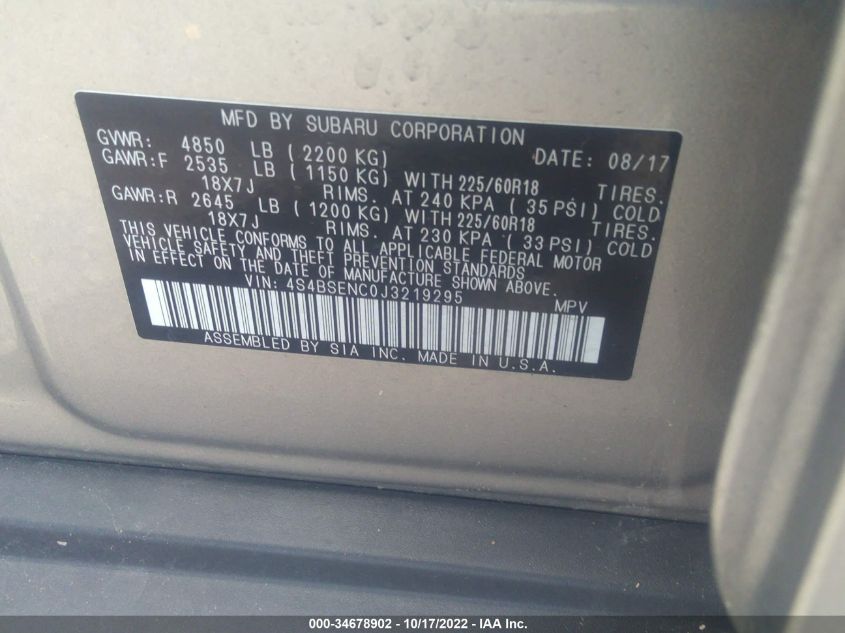 MFD BY SUBARU CORPORATION
GVWR: 4850 LB ( 2200 KG) DATE: 08/17
GAWR:F 2535 LB ( 1150 KG) WITH 225/60R18 TIRES.
18X7J RIMS. AT 240 KPA ( 35 PSI) COLD
GAWR:R 2645 LB ( 1200 KG) WITH 225/60R18 TIRES.
18X7J RIMS. AT 230 KPA ( 33 PSI) COLD
THIS VEHICLE CONFORMS TO ALL APPLICABLE FEDERAL MOTOR
VEHICLE SAFETY AND THEFT PREVENTION STANDARDS
IN EFFECT ON THE DATE OF MANUFACTURE SHOWN ABOVE.
VIN: 4S4BSENC0J3219295 MPV
ASSEMBLED BY SIA INC. MADE IN U.S.A.
000-34678902 - 10/17/2022 - IAA Inc.